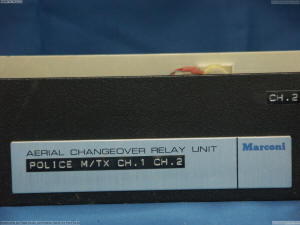 CH.2
AERIAL CHANGEOVER RELAY UNIT
Marconi
POLICE M/TX CH.1 CH.2